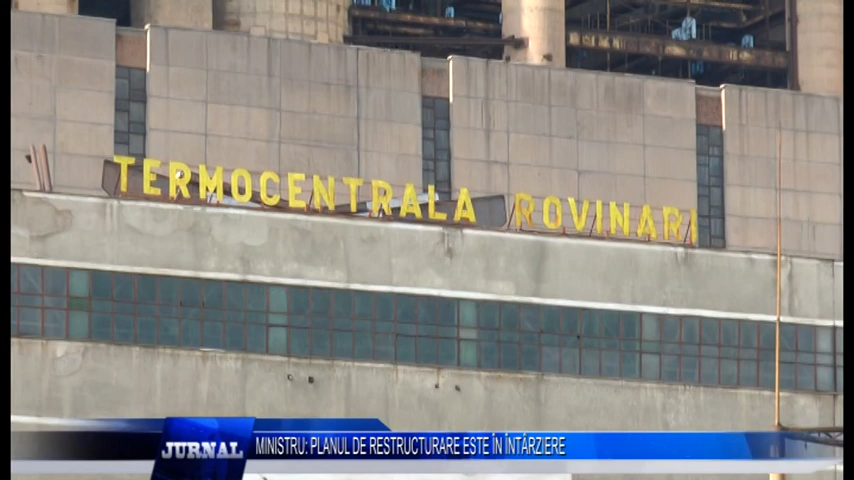 TERMOCENTRALA ROVINARI
JURNAL
MINISTRU: PLANUL DE RESTRUCTURARE ESTE ÎN ÎNTÂRZIERE